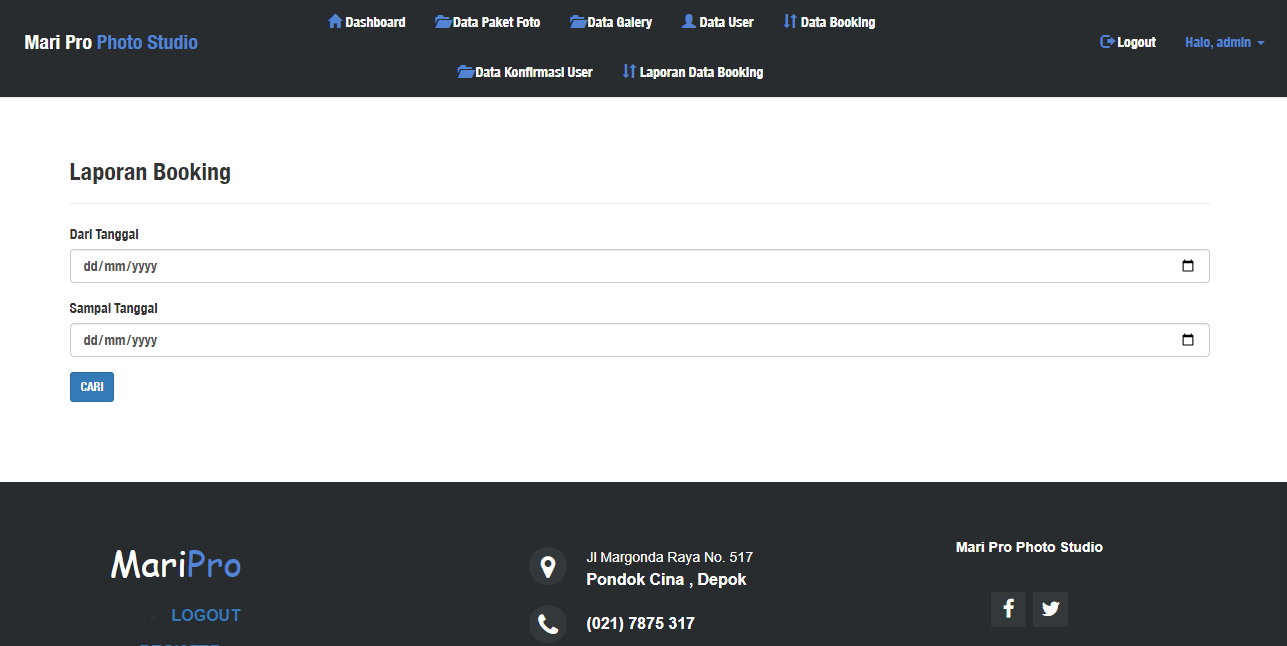 Mari Pro Photo Studio
Dashboard Data Paket Foto Data Galery Data User Data Booking
Data Konfirmasi User Laporan Data Booking
Logout Halo, admin
Laporan Booking
Dari Tanggal
dd/mm/yyyy
Sampai Tanggal
dd/mm/yyyy
CARI
MariPro
LOGOUT
Jl Margonda Raya No. 517
Pondok Cina , Depok
(021) 7875 317
Mari Pro Photo Studio